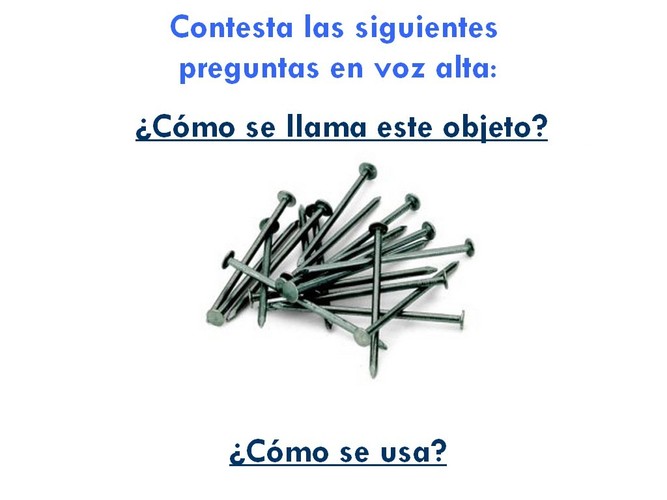 Contesta las siguientes
preguntas en voz alta:
¿Cómo se llama este objeto?
¿Cómo se usa?